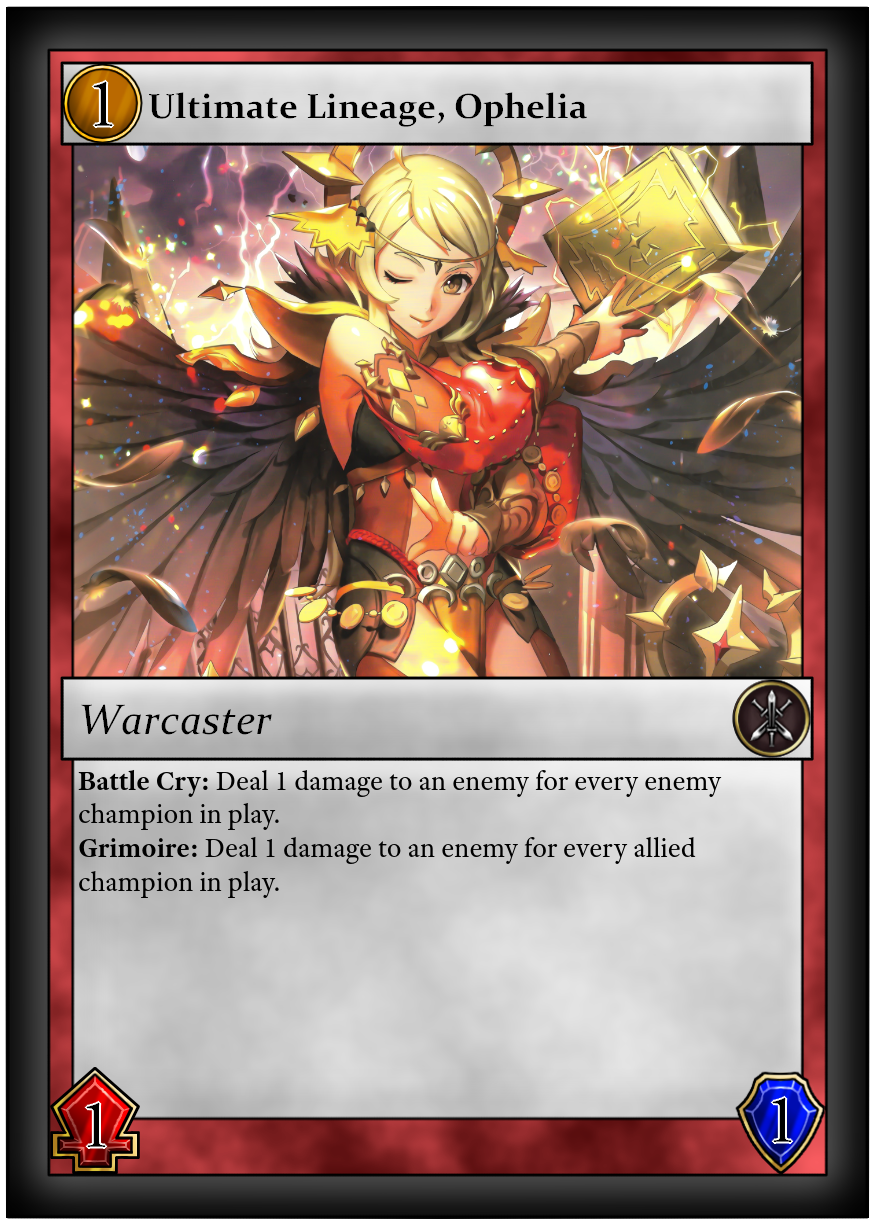 1
Ultimate Lineage, Ophelia
Warcaster
Battle Cry: Deal 1 damage to an enemy for every enemy
champion in play.
Grimoire: Deal 1 damage to an enemy for every allied
champion in play.
1
1